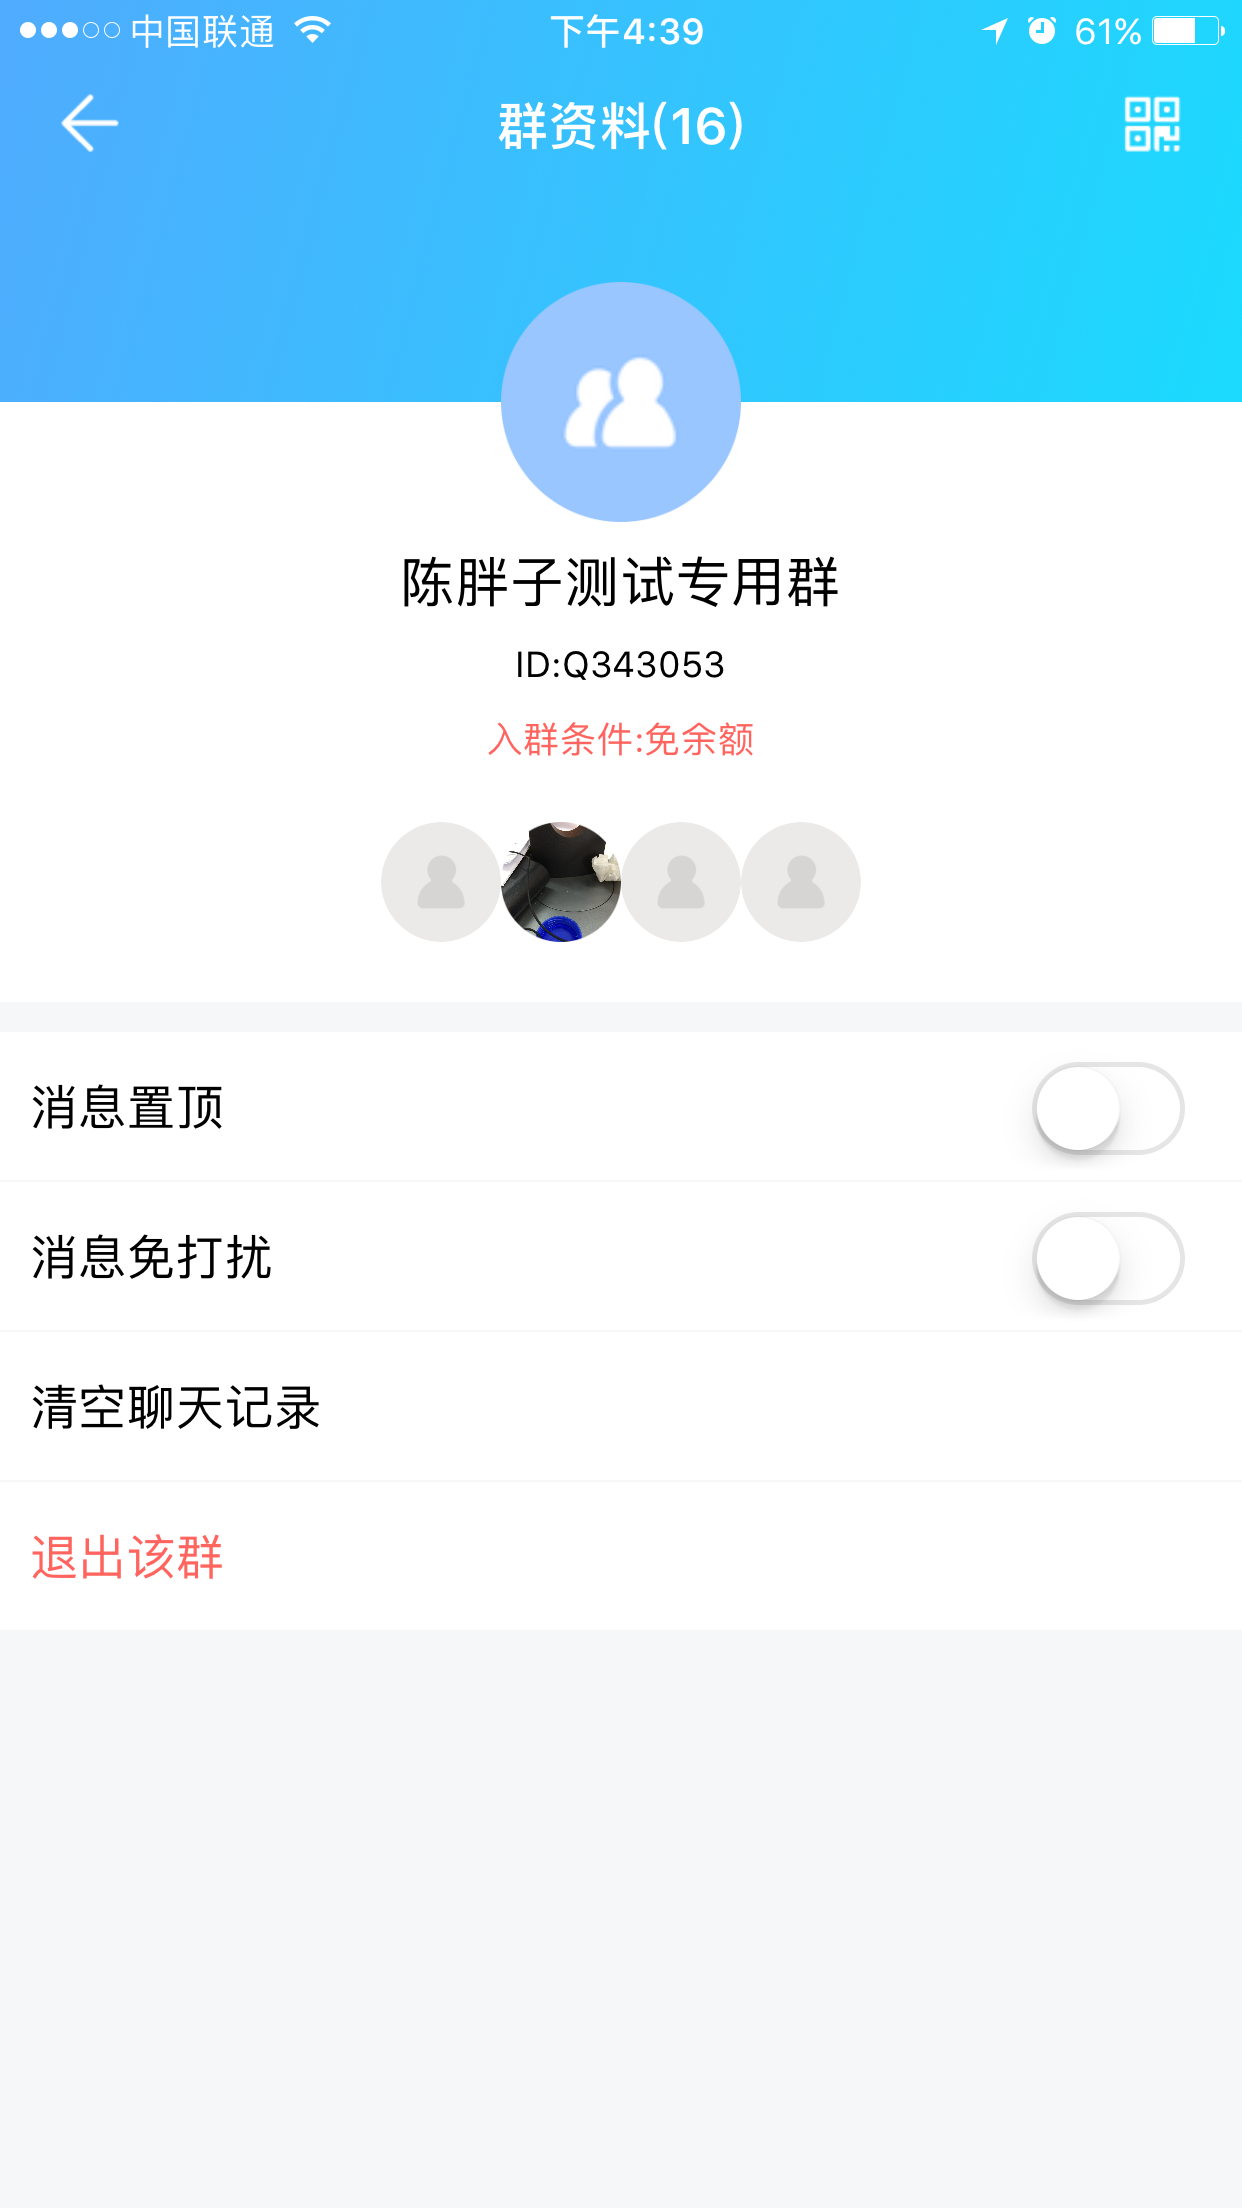 中国联通 下午4:39 61%
群资料(16)
陈胖子测试专用群
ID:Q343053
入群条件:免余额
消息置顶
消息免打扰
清空聊天记录
退出该群